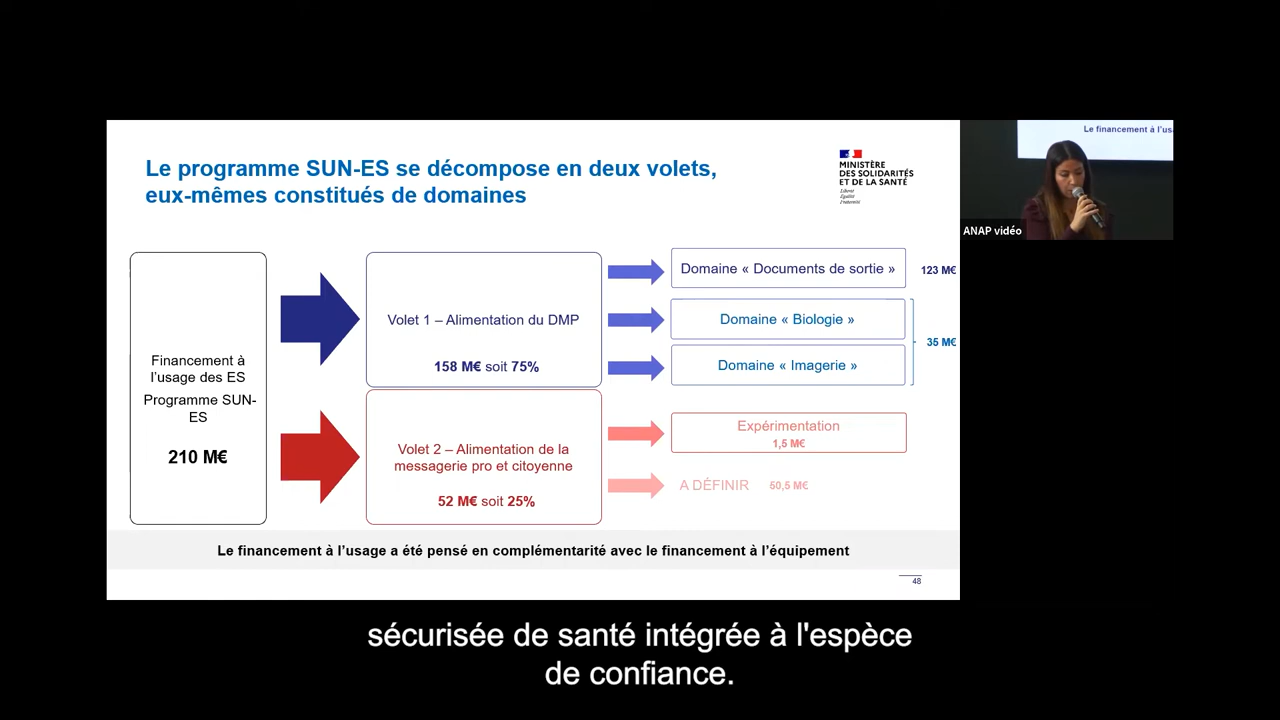 Le programme SUN-ES se décompose en deux volets,
eux-mêmes constitués de domaines
MINISTÈRE
DES SOLIDARITÉS
ET DE LA SANTÉ
Liberté
Égalité
Fraternité
Le financement à l'us
ANAP vidéo
Financement à
l'usage des ES
Programme SUN-
ES
210 M€
Volet 1 – Alimentation du DMP
158 M€ soit 75%
Domaine « Documents de sortie »
123 M€
Domaine « Biologie »
Domaine « Imagerie »
35 M€
Volet 2 – Alimentation de la
messagerie pro et citoyenne
52 M€ soit 25%
Expérimentation
1,5 M€
A DÉFINIR 50,5 M€
Le financement à l'usage a été pensé en complémentarité avec le financement à l'équipement
48
sécurisée de santé intégrée à l'espèce
de confiance.